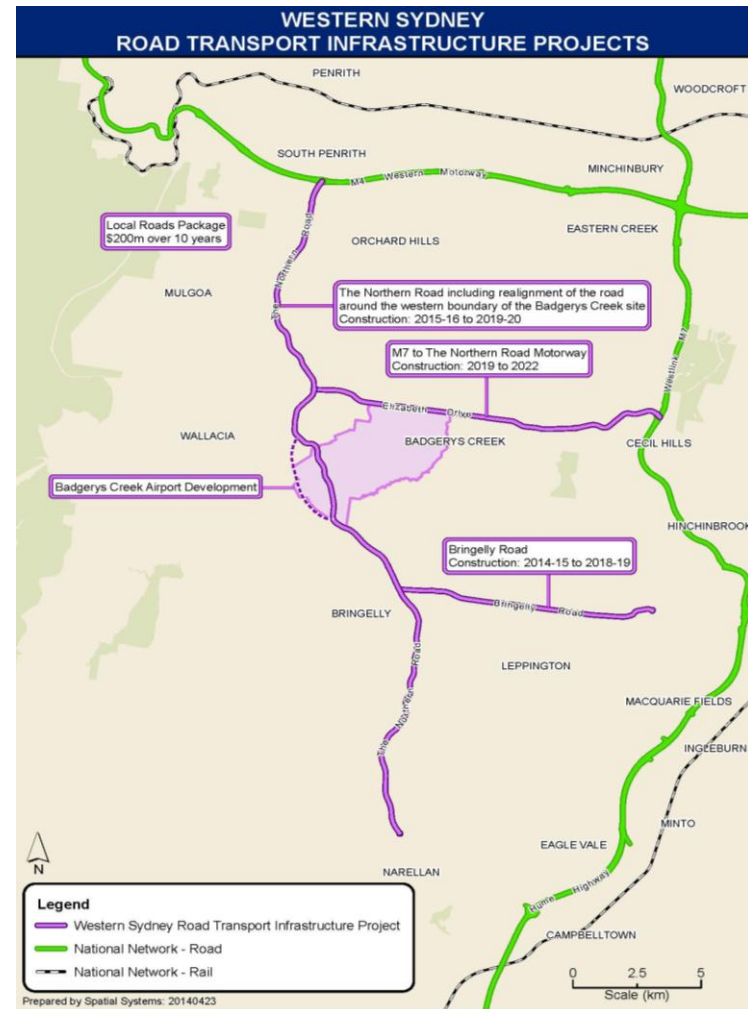 WESTERN SYDNEY
ROAD TRANSPORT INFRASTRUCTURE PROJECTS
PENRITH
WOODCROFT
SOUTH PENRITH
MINCHINBURY
M4 Western Motorway
Local Roads Package
$200m over 10 years
The Northern Road
ORCHARD HILLS
EASTERN CREEK
MULGOA
The Northern Road including realignment of the road
around the western boundary of the Badgerys Creek site
Construction: 2015-16 to 2019-20
M7 to The Northern Road Motorway
Construction: 2019 to 2022
Westlink M7
Elizabeth Drive
WALLACIA
BADGERYS CREEK
CECIL HILLS
Badgerys Creek Airport Development
HINCHINBROOK
Bringelly Road
Construction: 2014-15 to 2018-19
BRINGELLY
Bringelly Road
LEPPINGTON
The Northern Road
MACQUARIE FIELDS
INGLEBURN
MINTO
EAGLE VALE
N
NARELLAN
Hume Highway
CAMPBELLTOWN
Legend
Western Sydney Road Transport Infrastructure Project
National Network - Road
National Network - Rail
0 2.5 5
Scale (km)
Prepared by Spatial Systems: 20140423